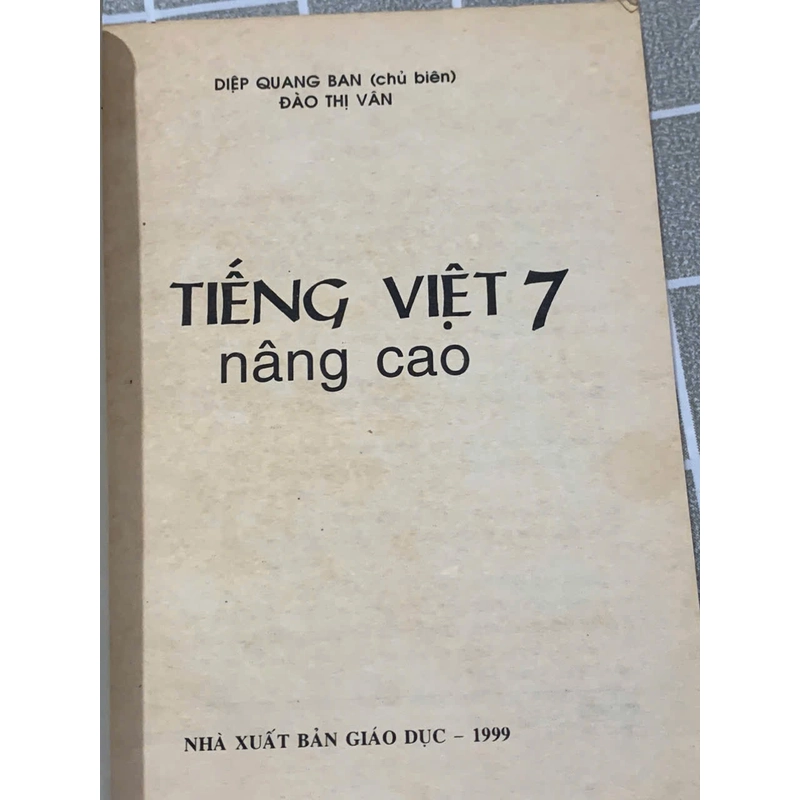 DIỆP QUANG BAN (chủ biên)
ĐÀO THỊ VÂN
TIẾNG VIỆT 7
nâng cao
NHÀ XUẤT BẢN GIÁO DỤC – 1999